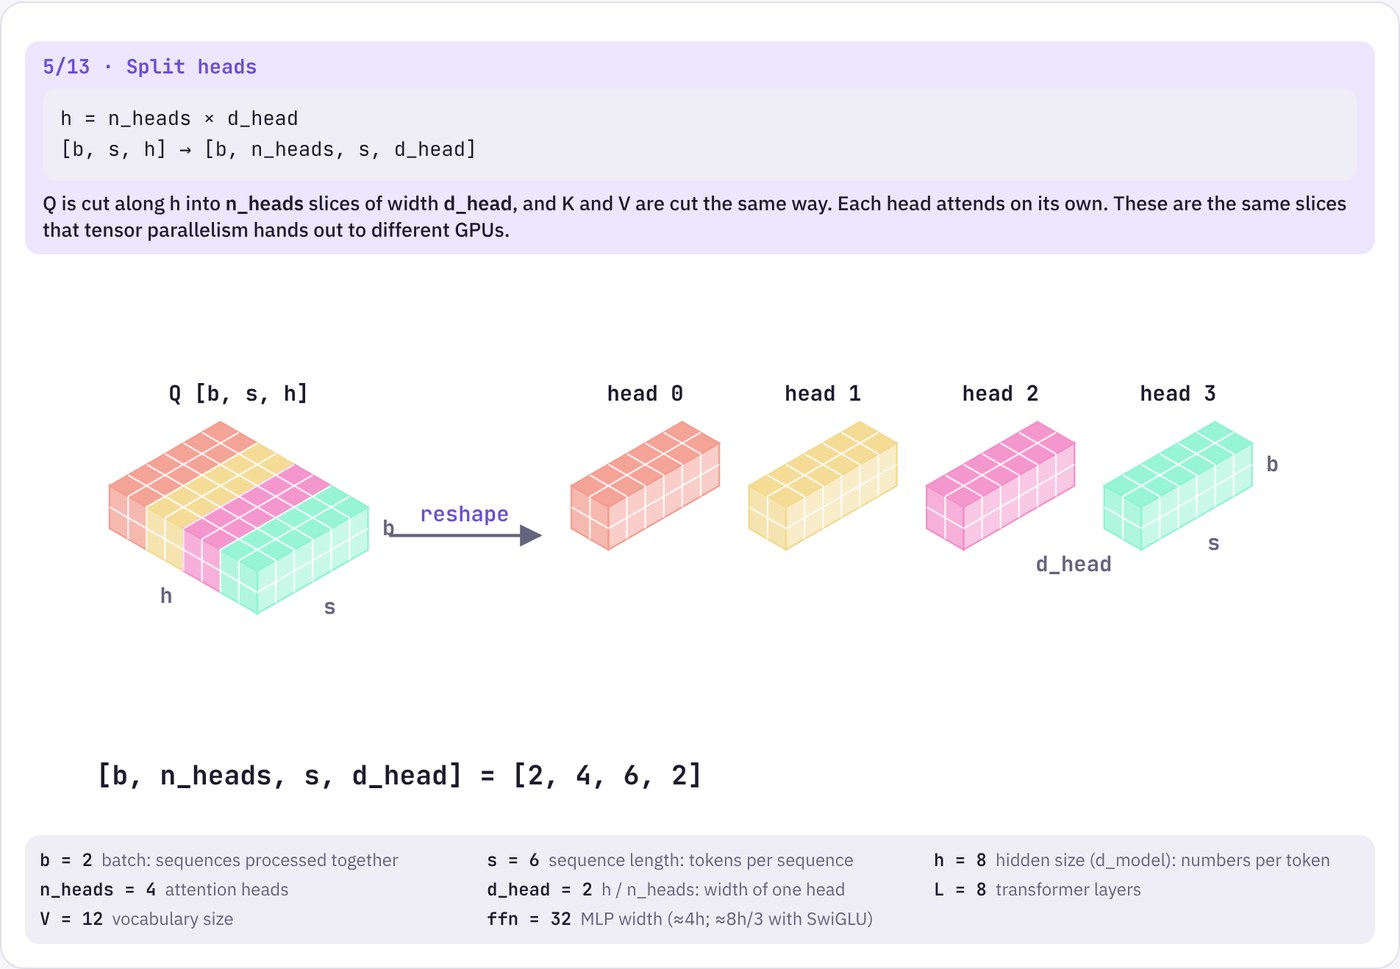 5/13 · Split heads
h = n_heads × d_head
[b, s, h] → [b, n_heads, s, d_head]
Q is cut along h into n_heads slices of width d_head, and K and V are cut the same way. Each head attends on its own. These are the same slices
that tensor parallelism hands out to different GPUs.
Q [b, s, h]
head 0
head 1
head 2
head 3
b
reshape
b
h
s
d_head
s
[b, n_heads, s, d_head] = [2, 4, 6, 2]
b = 2 batch: sequences processed together
s = 6 sequence length: tokens per sequence
h = 8 hidden size (d_model): numbers per token
n_heads = 4 attention heads
d_head = 2 h / n_heads: width of one head
L = 8 transformer layers
V = 12 vocabulary size
ffn = 32 MLP width (≈4h; ≈8h/3 with SwiGLU)